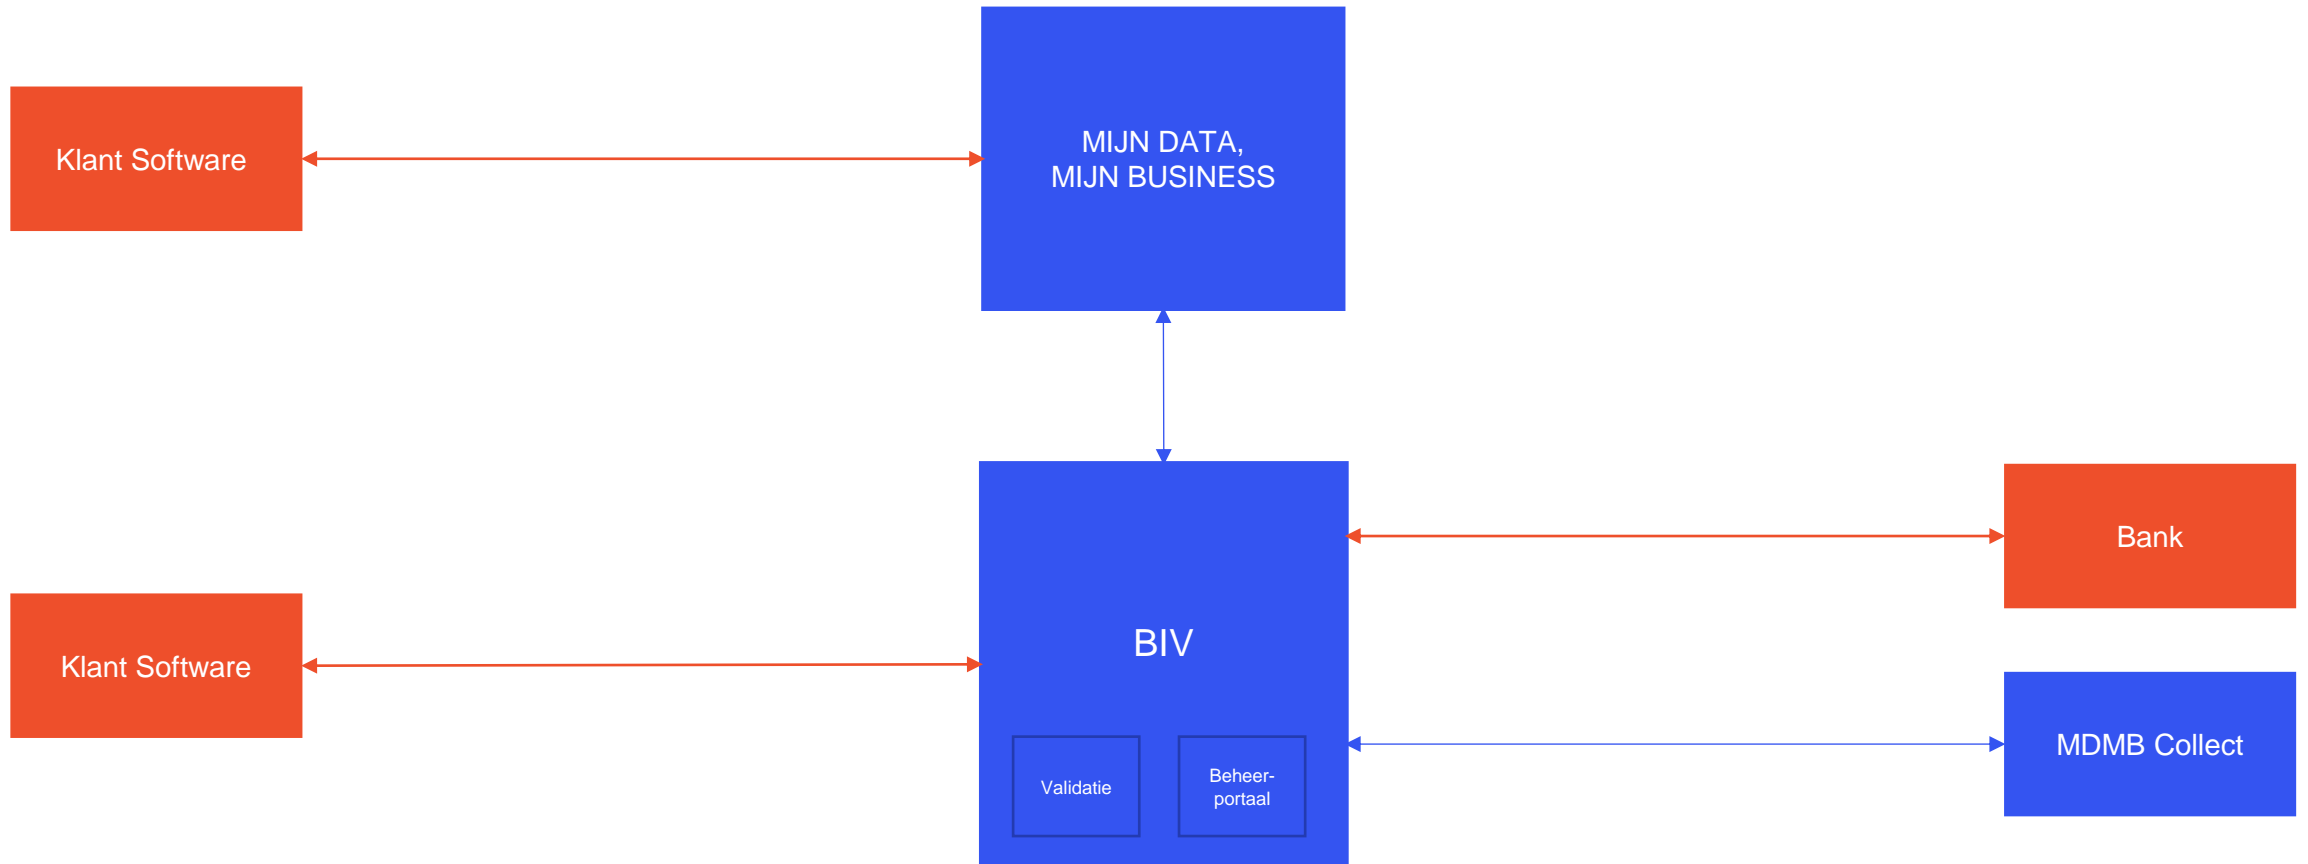 MIJN DATA,
MIJN BUSINESS
Klant Software
BIV
Bank
Klant Software
MDMB Collect
Validatie
Beheer-
portaal